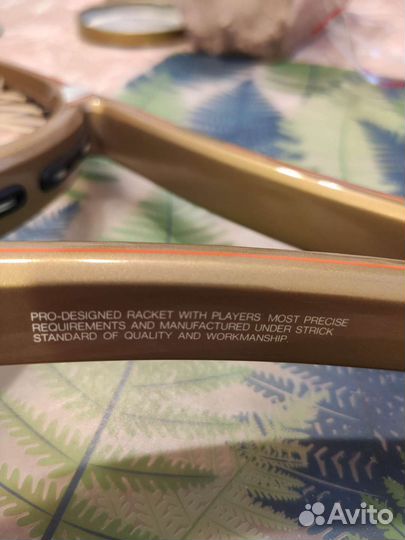 PRO-DESIGNED RACKET WITH PLAYERS MOST PRECISE
REQUIREMENTS AND MANUFACTURED UNDER STRICK
STANDARD OF QUALITY AND WORKMANSHIP
Avito